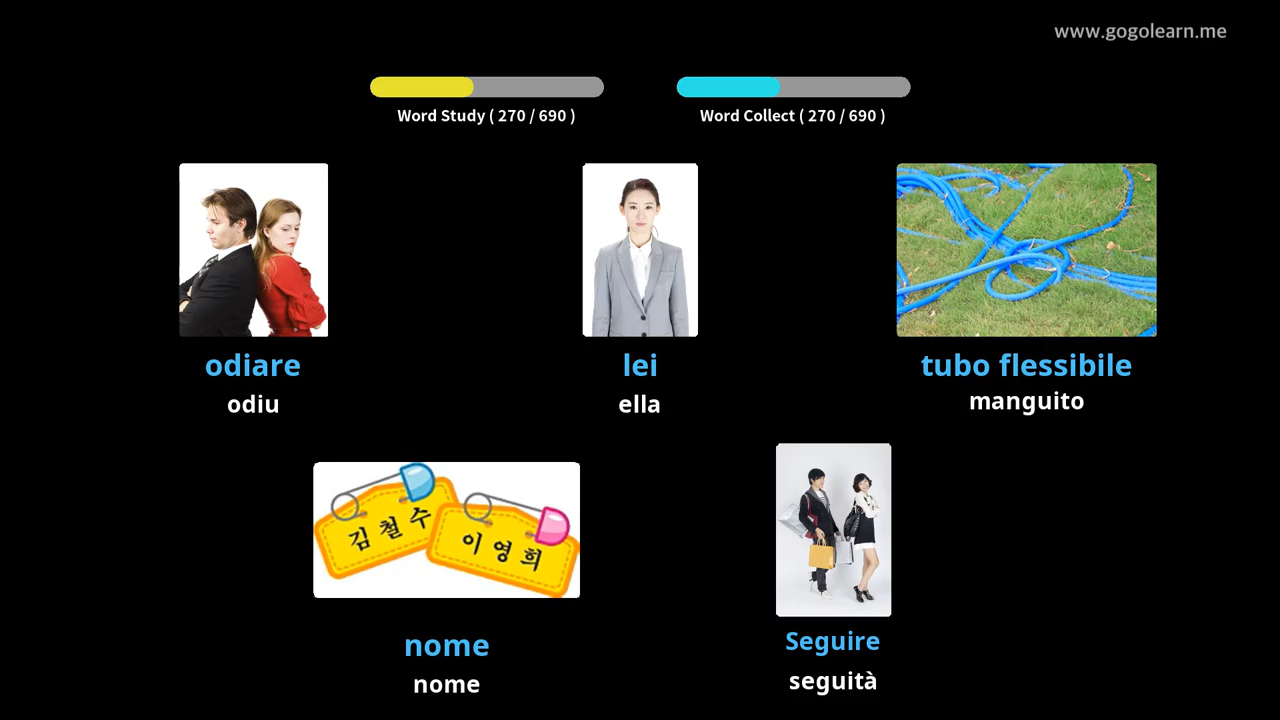 www.gogolearn.me
Word Study ( 270 / 690 )
Word Collect ( 270 / 690 )
odiare
odiu
lei
ella
tubo flessibile
manguito
김철수
이영희
nome
nome
Seguire
seguità